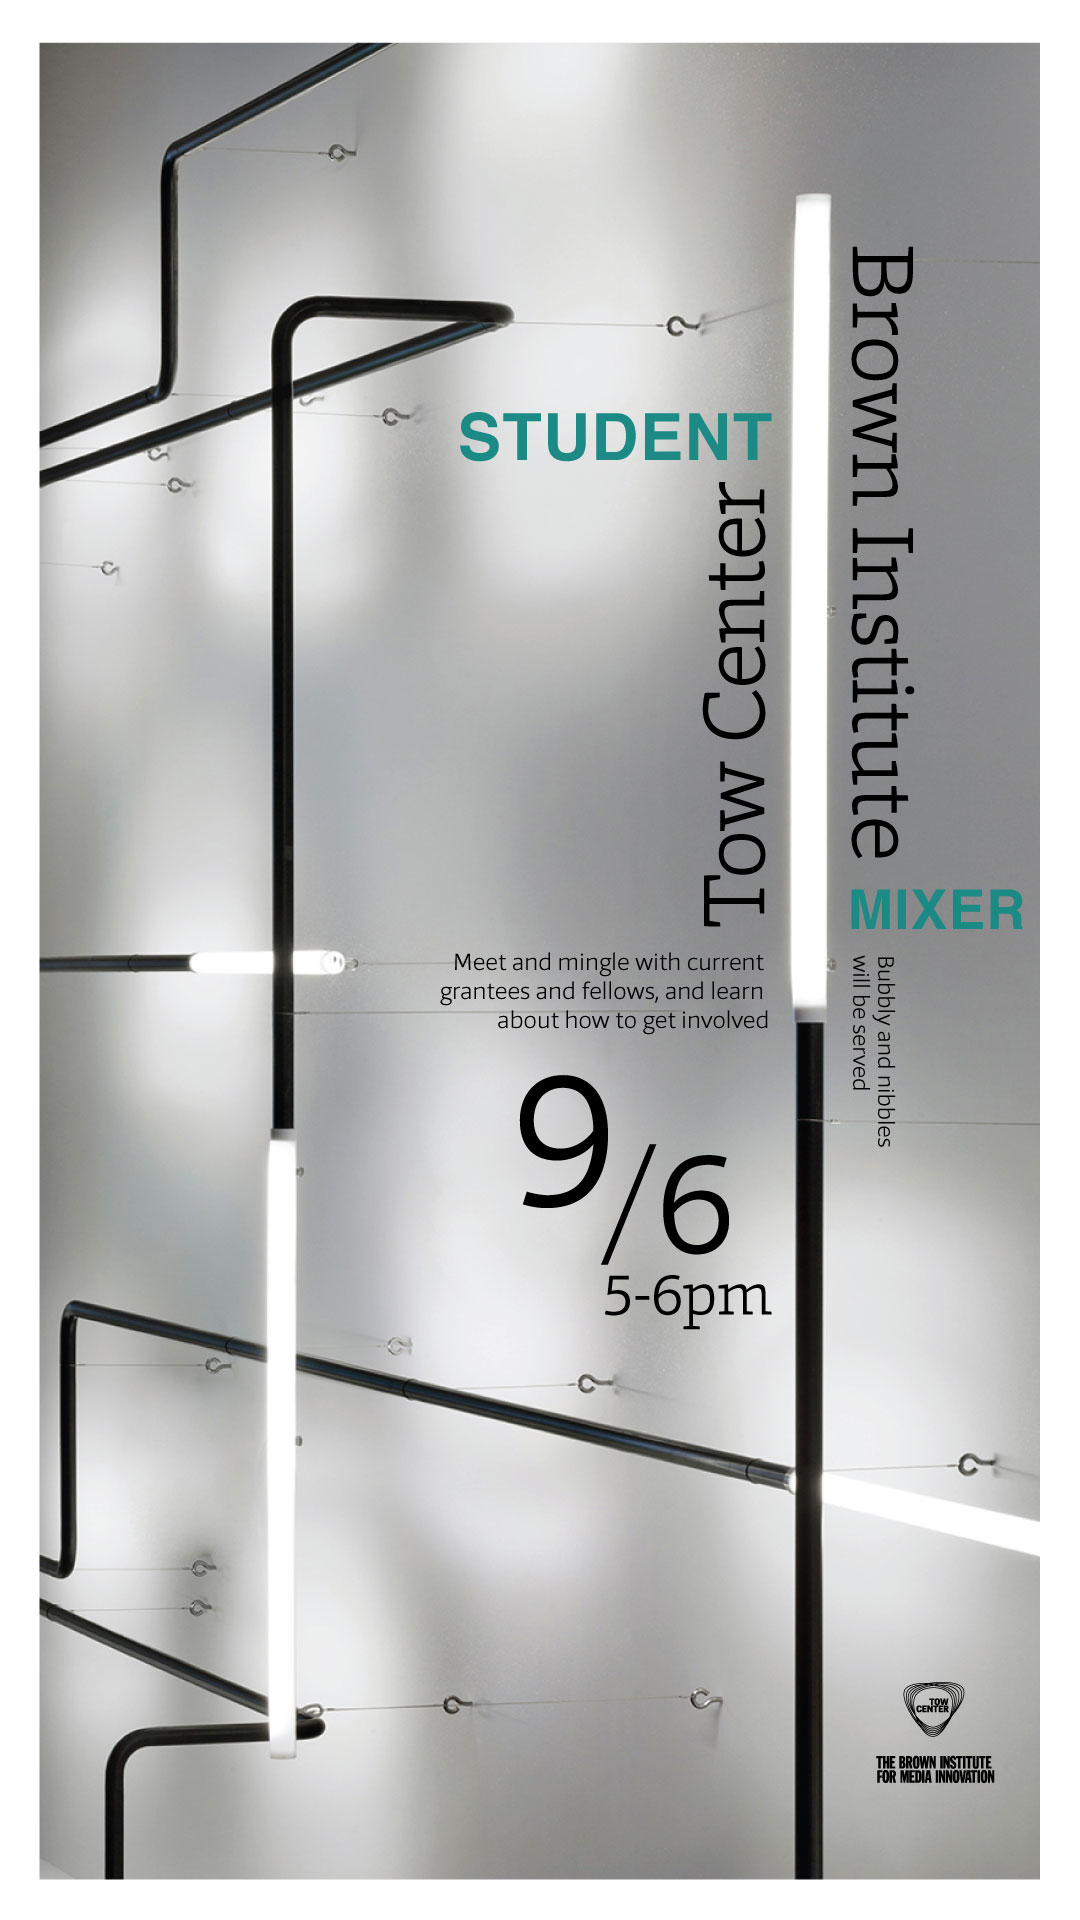 STUDENT
Tow Center
Brown Institute
MIXER
Meet and mingle with current
grantees and fellows, and learn
about how to get involved
Bubbly and nibbles
will be served
9/6
5-6pm
TOW
CENTER
THE BROWN INSTITUTE
FOR MEDIA INNOVATION